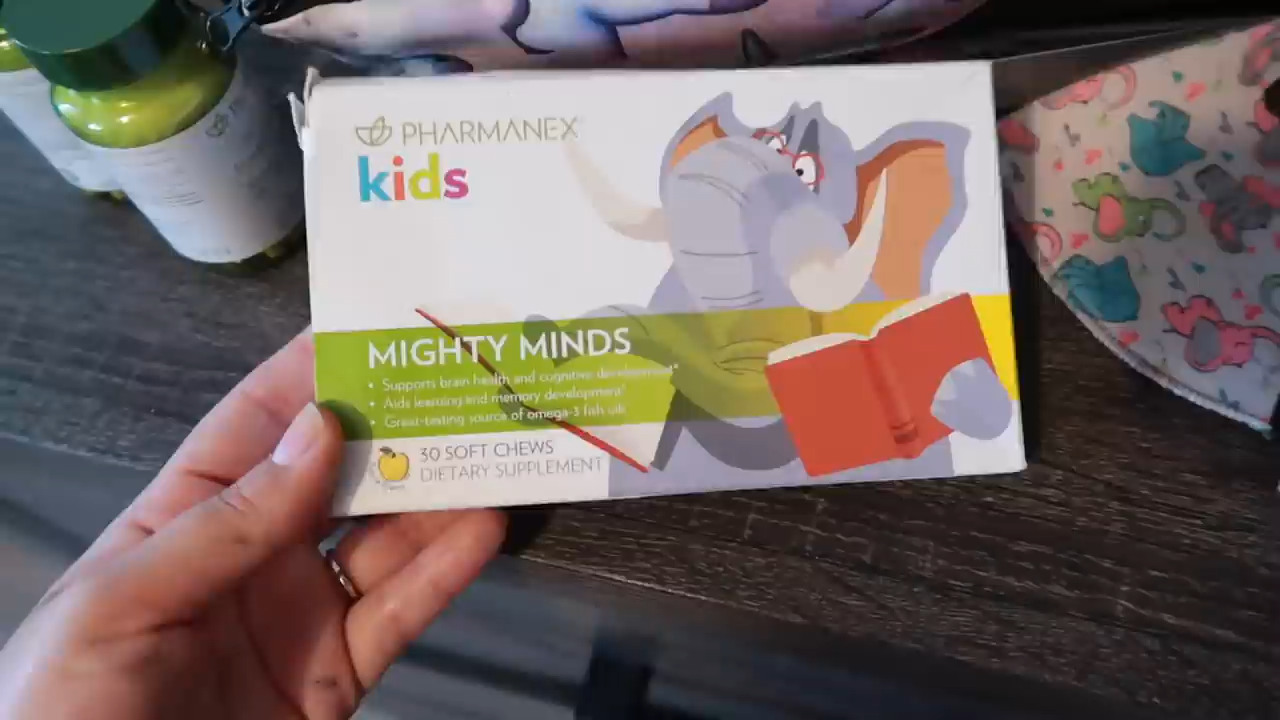 PHARMANEX
kids
MIGHTY MINDS
• Supports brain health and cognitive development*
• Aids learning and memory development*
• Great-tasting source of omega-3 fish oils
30 SOFT CHEWS
DIETARY SUPPLEMENT